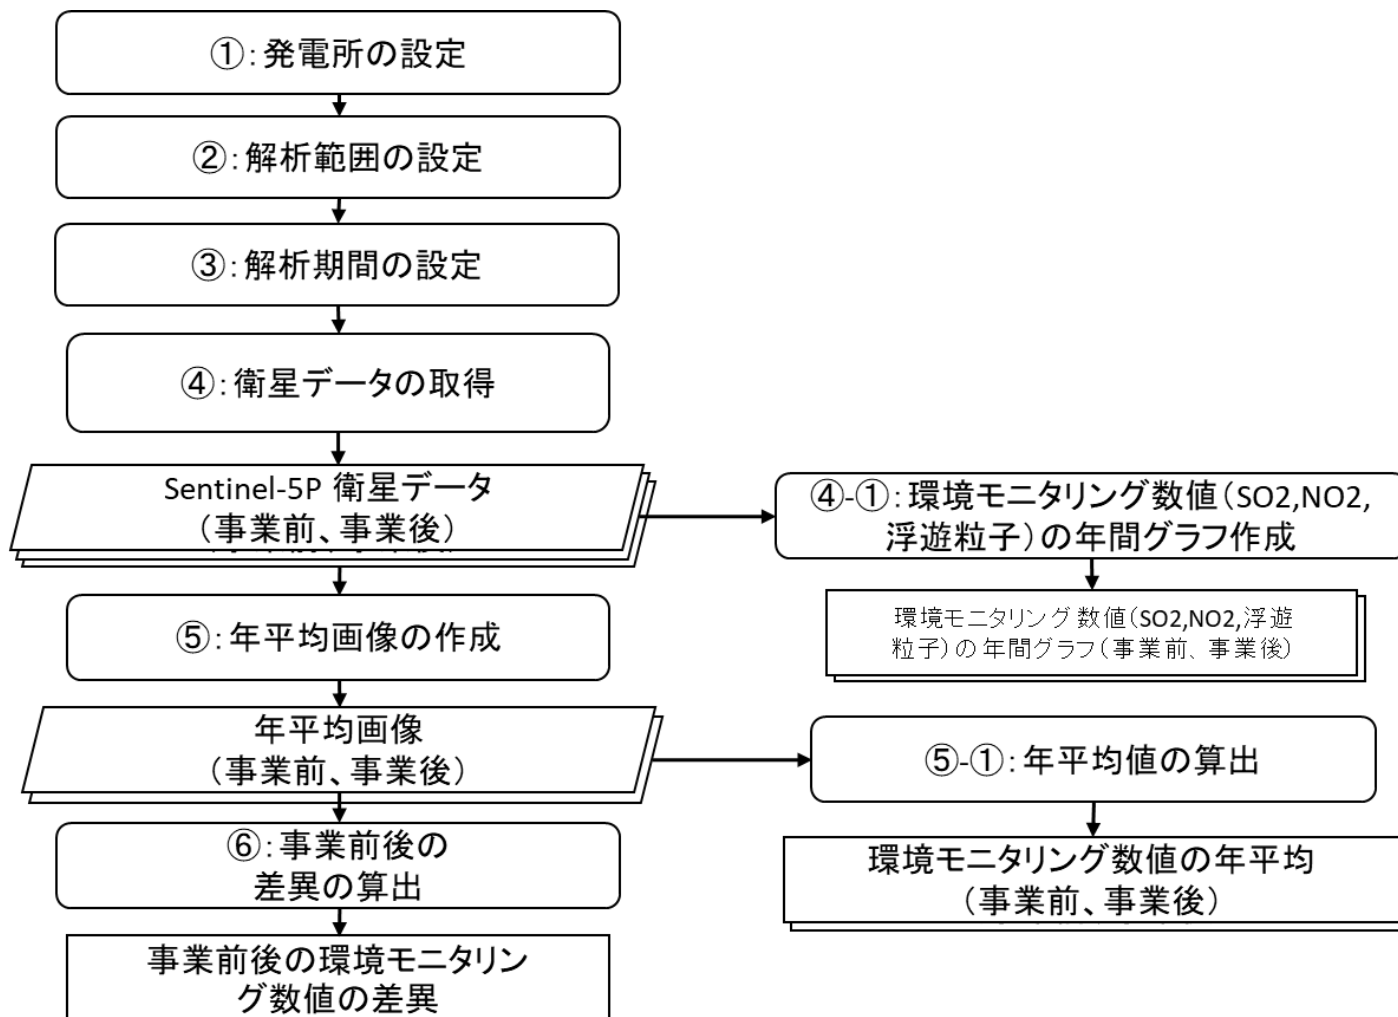 ①：発電所の設定
②：解析範囲の設定
③：解析期間の設定
④：衛星データの取得
Sentinel-5P 衛星データ
（事業前、事業後）
④-①：環境モニタリング数値（SO2,NO2,
浮遊粒子）の年間グラフ作成
環境モニタリング数値（SO2,NO2,浮遊
粒子）の年間グラフ（事業前、事業後）
⑤：年平均画像の作成
年平均画像
（事業前、事業後）
⑤-①：年平均値の算出
環境モニタリング数値の年平均
（事業前、事業後）
⑥：事業前後の
差異の算出
事業前後の環境モニタリン
グ数値の差異